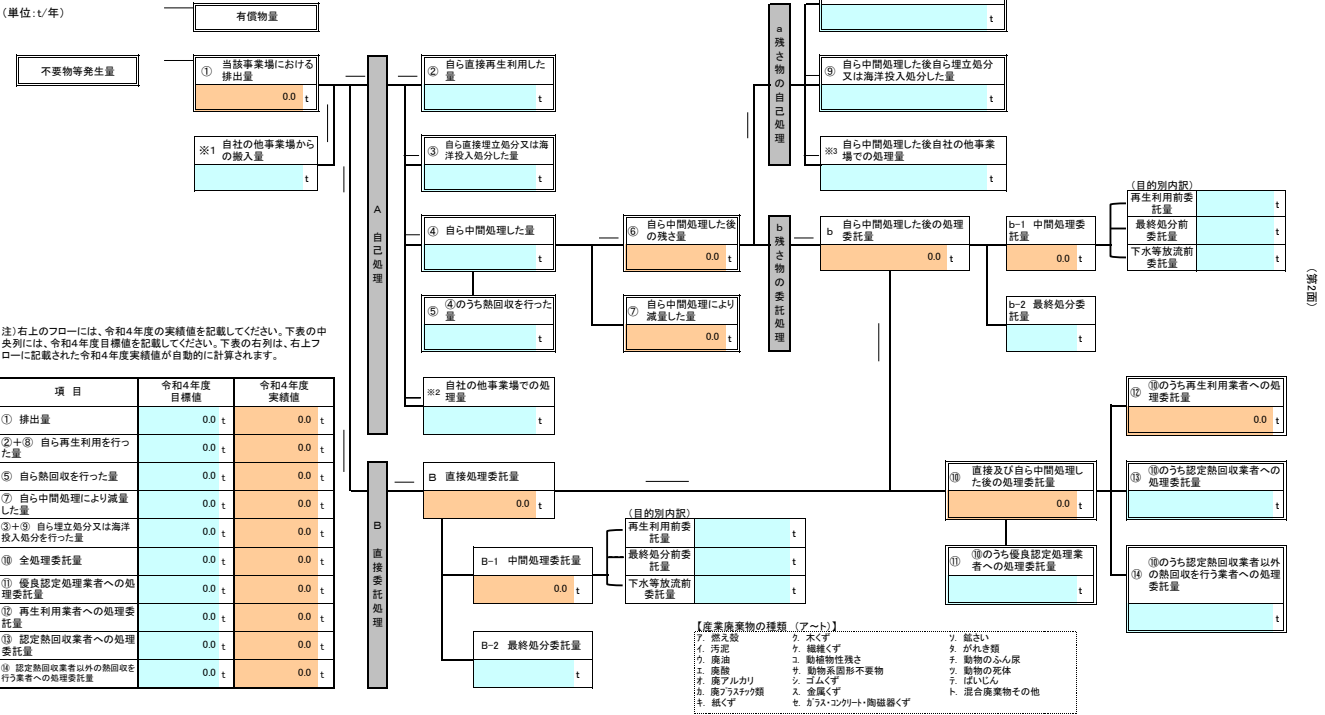 （単位：t/年）
有償物量
不要物等発生量
① 当該事業場における
排出量
0.0 t
※1 自社の他事業場から
の搬入量
t
A 自己処理
② 自ら直接再生利用した
量
t
③ 自ら直接埋立処分又は海
洋投入処分した量
t
④ 自ら中間処理した量
t
⑤ ④のうち熱回収を行った
量
t
※2 自社の他事業場での処
理量
t
⑥ 自ら中間処理した後
の残さ量
0.0 t
⑦ 自ら中間処理により
減量した量
0.0 t
a 残さ物の自己処理
t
⑨ 自ら中間処理した後自ら埋立処分
又は海洋投入処分した量
t
※3 自ら中間処理した後自社の他事業
場での処理量
t
b 残さ物の委託処理
b 自ら中間処理した後の処理
委託量
0.0 t
b-1 中間処理委
託量
0.0 t
b-2 最終処分委
託量
t
（目的別内訳）
再生利用前委
託量
t
最終処分前
委託量
t
下水等放流前
委託量
t
（第2面）
注）右上のフローには、令和４年度の実績値を記載してください。下表の中
央列には、令和４年度目標値を記載してください。下表の右列は、右上フ
ローに記載された令和４年度実績値が自動的に計算されます。
項 目 令和４年度
目標値 令和４年度
実績値
① 排出量 0.0 t 0.0 t
②＋⑧ 自ら再生利用を行っ
た量 0.0 t 0.0 t
⑤ 自ら熱回収を行った量 0.0 t 0.0 t
⑦ 自ら中間処理により減量
した量 0.0 t 0.0 t
③＋⑨ 自ら埋立処分又は海洋
投入処分を行った量 0.0 t 0.0 t
⑩ 全処理委託量 0.0 t 0.0 t
⑪ 優良認定処理業者への処
理委託量 0.0 t 0.0 t
⑫ 再生利用業者への処理委
託量 0.0 t 0.0 t
⑬ 認定熱回収業者への処理
委託量 0.0 t 0.0 t
⑭ 認定熱回収業者以外の熱回収を
行う業者への処理委託量 0.0 t 0.0 t
B 直接委託処理
B 直接処理委託量
0.0 t
B-1 中間処理委託量
0.0 t
B-2 最終処分委託量
t
（目的別内訳）
再生利用前委
託量
t
最終処分前委
託量
t
下水等放流前
委託量
t
⑩ 直接及び自ら中間処理し
た後の処理委託量
0.0 t
⑪ ⑩のうち優良認定処理業
者への処理委託量
t
⑫ ⑩のうち再生利用業者への処
理委託量
0.0 t
⑬ ⑩のうち認定熱回収業者への
処理委託量
t
⑭ ⑩のうち認定熱回収業者以外
の熱回収を行う業者への処理
委託量
t
【産業廃棄物の種類 （ア～ト）】
ア. 燃え殻 ク. 木くず ソ. 鉱さい
イ. 汚泥 ケ. 繊維くず タ. がれき類
ウ. 廃油 コ. 動植物性残さ チ. 動物のふん尿
エ. 廃酸 サ. 動物系固形不要物 ツ. 動物の死体
オ. 廃アルカリ シ. ゴムくず テ. ばいじん
カ. 廃プラスチック類 ス. 金属くず ト. 混合廃棄物その他
キ. 紙くず セ. ガラス・コンクリート・陶磁器くず